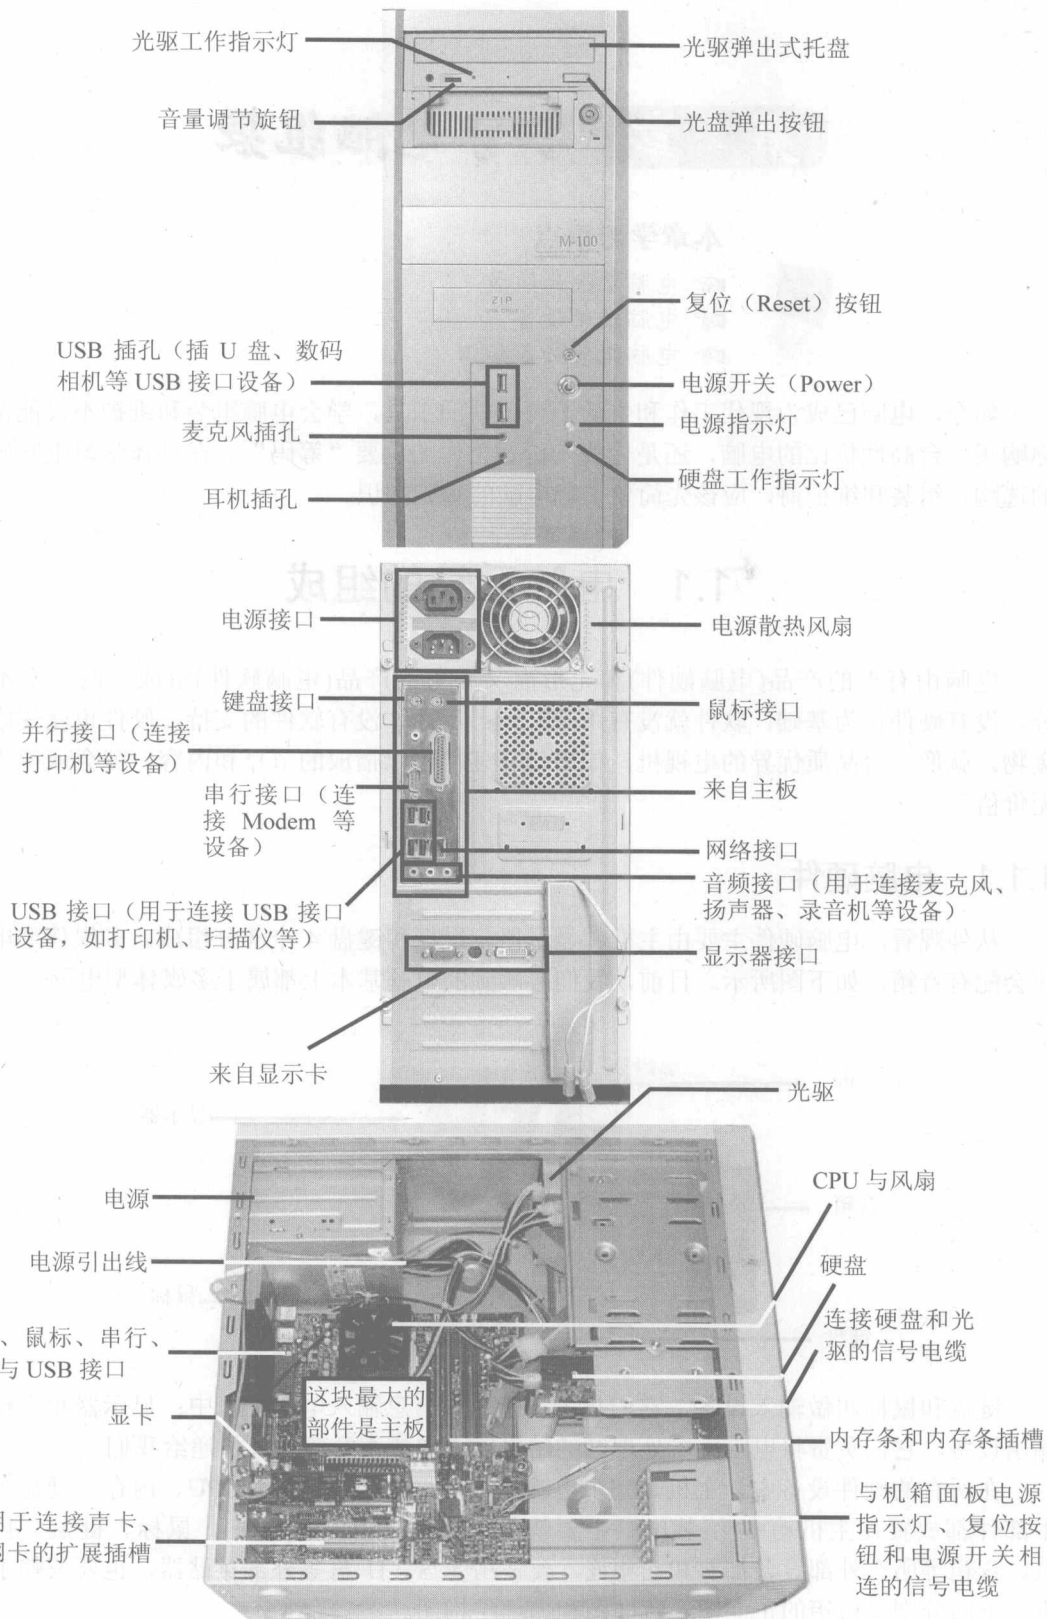 光驱工作指示灯
光驱弹出式托盘
音量调节旋钮
光盘弹出按钮
M-100
ZIP
复位（Reset）按钮
USB 插孔（插 U 盘、数码
相机等 USB 接口设备）
电源开关（Power）
麦克风插孔
电源指示灯
耳机插孔
硬盘工作指示灯
电源接口
电源散热风扇
键盘接口
鼠标接口
并行接口（连接
打印机等设备）
来自主板
串行接口（连
接 Modem 等
设备）
网络接口
音频接口（用于连接麦克风、
扬声器、录音机等设备）
USB 接口（用于连接 USB 接口
设备，如打印机、扫描仪等）
显示器接口
来自显示卡
光驱
CPU 与风扇
电源
电源引出线
硬盘
连接硬盘和光
驱的信号电缆
、鼠标、串行、
与 USB 接口
这块最大的
部件是主板
显卡
内存条和内存条插槽
用于连接声卡、
网卡的扩展插槽
与机箱面板电源
指示灯、复位按
钮和电源开关相
连的信号电缆